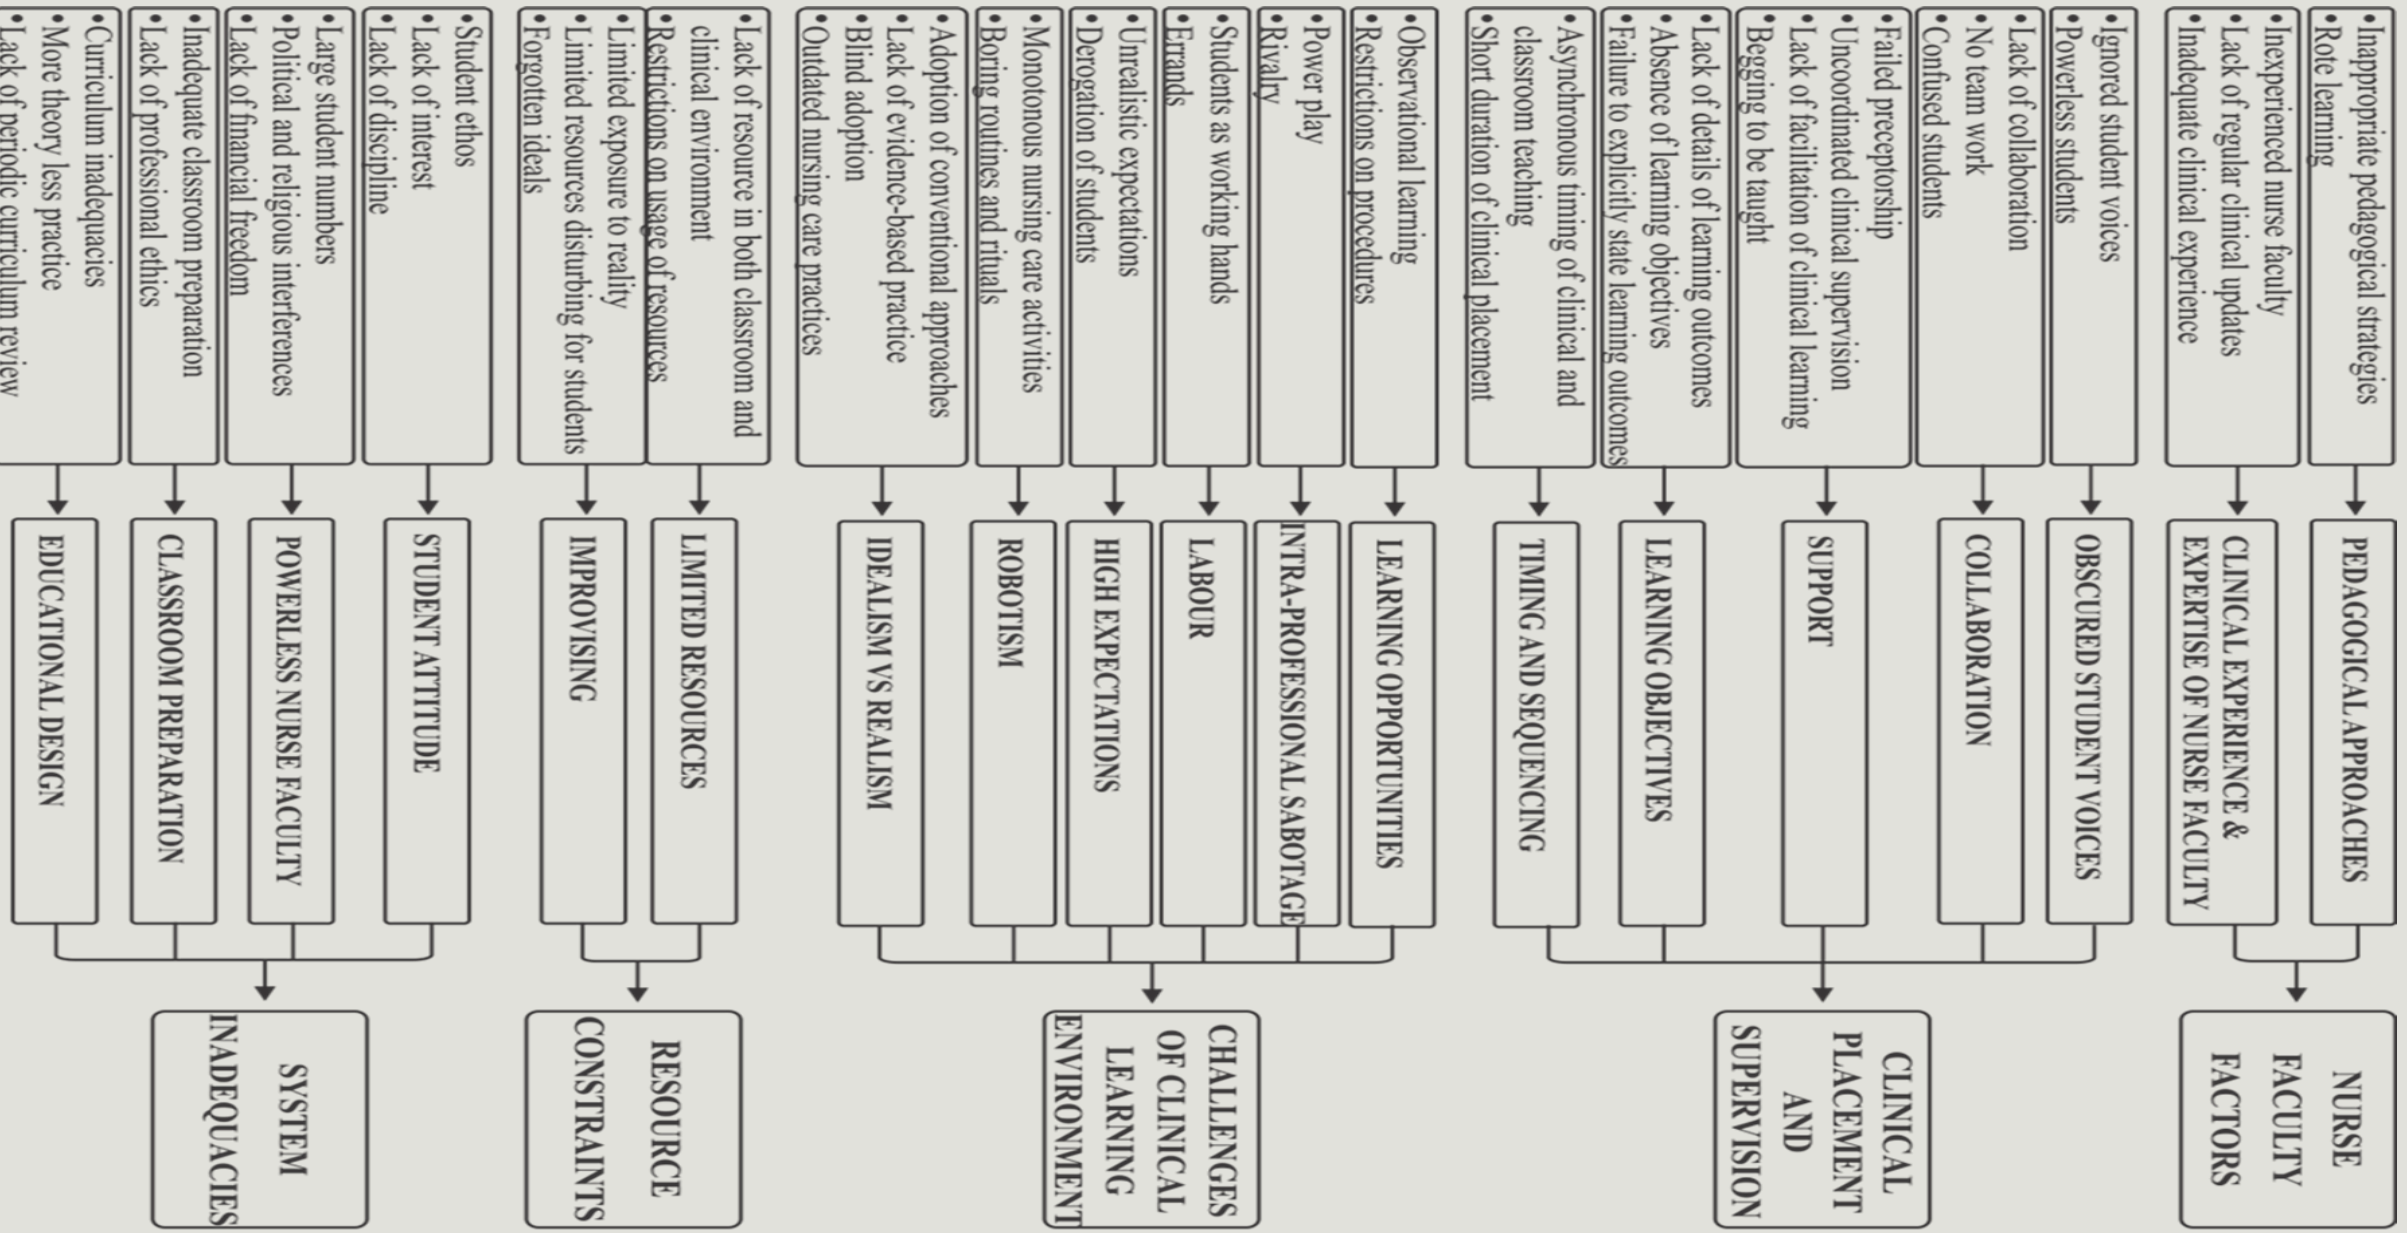 • Inappropriate pedagogical strategies
• Rote learning
PEDAGOGICAL APPROACHES
• Inexperienced nurse faculty
• Lack of regular clinical updates
• Inadequate clinical experience
CLINICAL EXPERIENCE &
EXPERTISE OF NURSE FACULTY
NURSE
FACULTY
FACTORS
• Ignored student voices
• Powerless students
OBSCURED STUDENT VOICES
• Lack of collaboration
• No team work
• Confused students
COLLABORATION
• Failed preceptorship
• Uncoordinated clinical supervision
• Lack of facilitation of clinical learning
• Begging to be taught
SUPPORT
• Lack of details of learning outcomes
• Absence of learning objectives
• Failure to explicitly state learning outcomes
LEARNING OBJECTIVES
• Asynchronous timing of clinical and
classroom teaching
• Short duration of clinical placement
TIMING AND SEQUENCING
CLINICAL
PLACEMENT
AND
SUPERVISION
• Observational learning
• Restrictions on procedures
LEARNING OPPORTUNITIES
• Power play
• Rivalry
INTRA-PROFESSIONAL SABOTAGE
• Students as working hands
• Errands
LABOUR
• Unrealistic expectations
• Derogation of students
HIGH EXPECTATIONS
• Monotonous nursing care activities
• Boring routines and rituals
ROBOTISM
• Adoption of conventional approaches
• Lack of evidence-based practice
• Blind adoption
• Outdated nursing care practices
IDEALISM VS REALISM
CHALLENGES
OF CLINICAL
LEARNING
ENVIRONMENT
• Lack of resource in both classroom and
clinical environment
• Restrictions on usage of resources
LIMITED RESOURCES
• Limited exposure to reality
• Limited resources disturbing for students
• Forgotten ideals
IMPROVISING
RESOURCE
CONSTRAINTS
• Student ethos
• Lack of interest
• Lack of discipline
STUDENT ATTITUDE
• Large student numbers
• Political and religious interferences
• Lack of financial freedom
POWERLESS NURSE FACULTY
• Inadequate classroom preparation
• Lack of professional ethics
CLASSROOM PREPARATION
• Curriculum inadequacies
• More theory less practice
• Lack of periodic curriculum review
EDUCATIONAL DESIGN
SYSTEM
INADEQUACIES